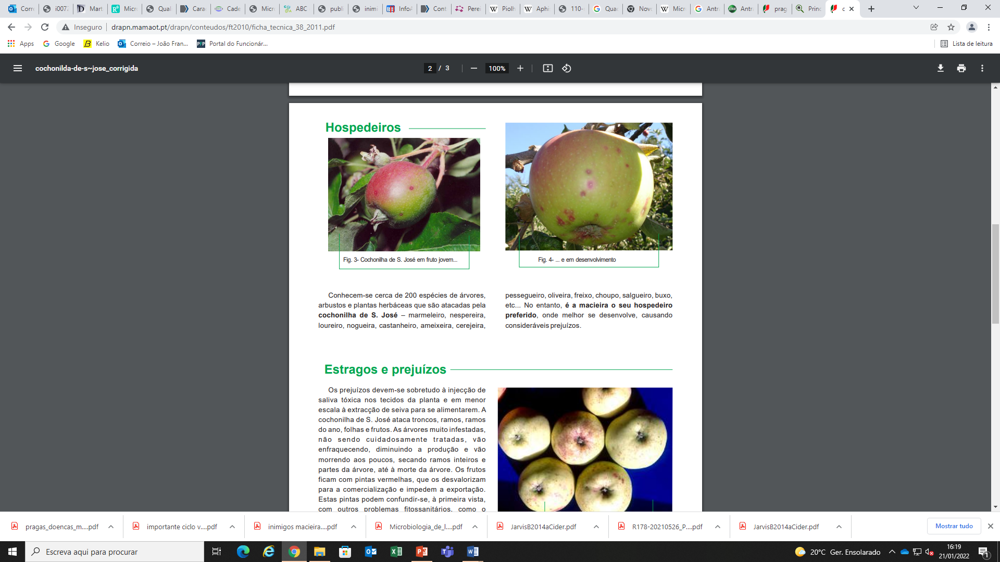 Corre
i0072
Mart
Micro
Qual
Cara
Cade
Micro
ABC
publ
inimi
InfoA
Cont
Perei
Piolh
Aphi
110-
Quac
Novo
Micr
Antra
Antra
prag
Princ
c
Inseguro
drapn.mamaot.pt/drapn/conteudos/ft2010/ficha_tecnica_38_2011.pdf
Apps
Google
Kelio
Correio – João Fran...
Portal do Funcionár...
Lista de leitura
cochonilda-de-s~jose_corrigida
2 / 3
100%
Hospedeiros
Fig. 3- Cochonilha de S. José em fruto jovem...
Fig. 4- ... e em desenvolvimento
Conhecem-se cerca de 200 espécies de árvores,
arbustos e plantas herbáceas que são atacadas pela
cochonilha de S. José – marmeleiro, nespereira,
loureiro, nogueira, castanheiro, ameixeira, cerejeira,
pessegueiro, oliveira, freixo, choupo, salgueiro, buxo,
etc... No entanto, é a macieira o seu hospedeiro
preferido, onde melhor se desenvolve, causando
consideráveis prejuízos.
Estragos e prejuízos
Os prejuízos devem-se sobretudo à injecção de
saliva tóxica nos tecidos da planta e em menor
escala à extracção de seiva para se alimentarem. A
cochonilha de S. José ataca troncos, ramos, ramos
do ano, folhas e frutos. As árvores muito infestadas,
não sendo cuidadosamente tratadas, vão
enfraquecendo, diminuindo a produção e vão
morrendo aos poucos, secando ramos inteiros e
partes da árvore, até à morte da árvore. Os frutos
ficam com pintas vermelhas, que os desvalorizam
para a comercialização e impedem a exportação.
Estas pintas podem confundir-se, à primeira vista,
com outros problemas fitossanitários, como o
pragas_doencas_m....pdf
importante ciclo v....pdf
inimigos macieira....pdf
Microbiologia_de_l....pdf
JarvisB2014aCider.pdf
R178-20210526_P....pdf
JarvisB2014aCider.pdf
Mostrar tudo
Escreva aqui para procurar
20°C Ger. Ensolarado
16:19
21/01/2022
1